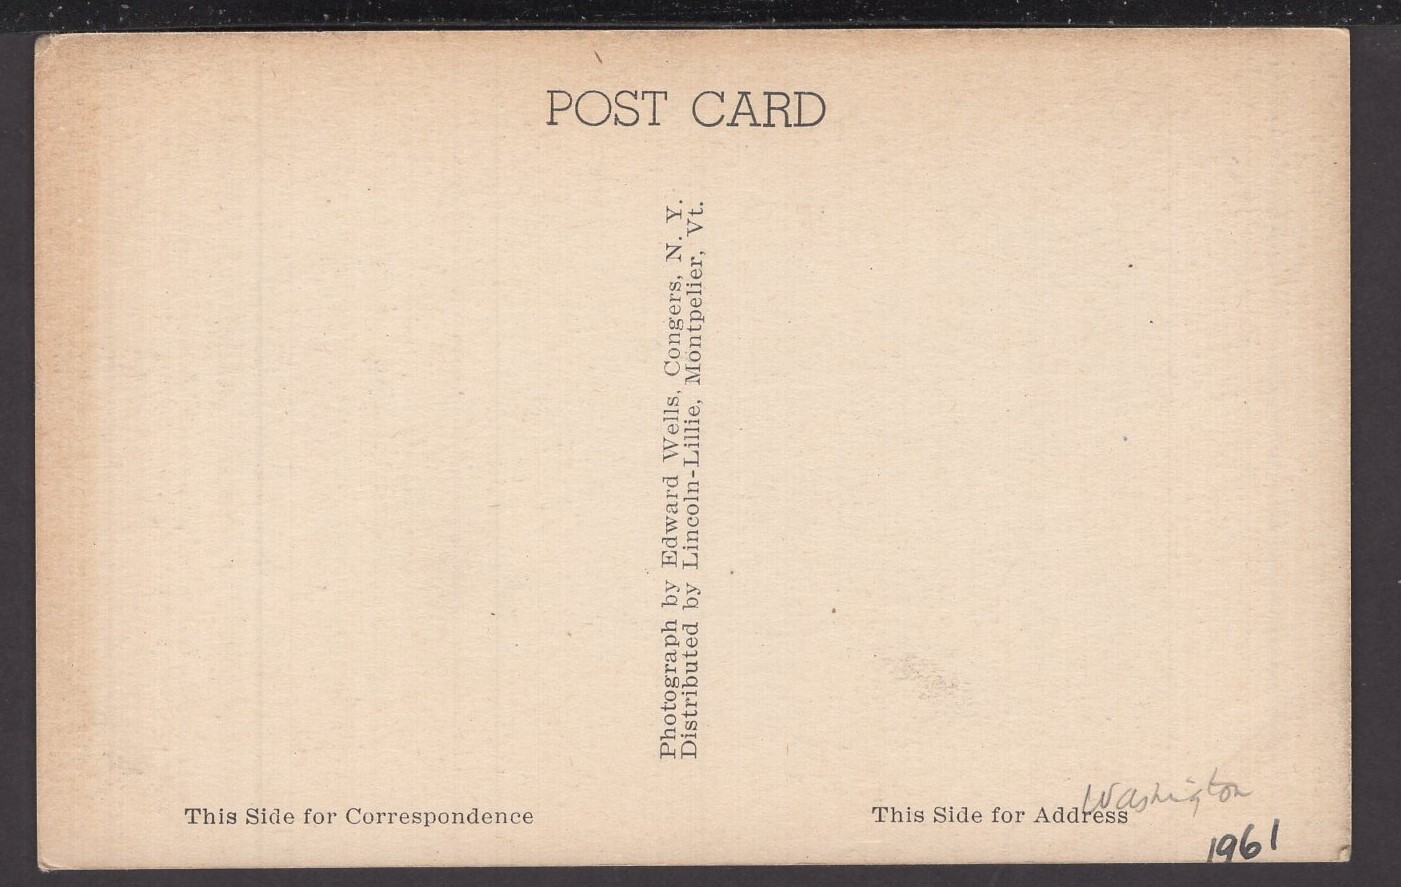 POST CARD
Photograph by Edward Wells, Congers, N. Y.
Distributed by Lincoln-Lillie, Montpelier, Vt.
This Side for Correspondence
This Side for Address
Washington
1961